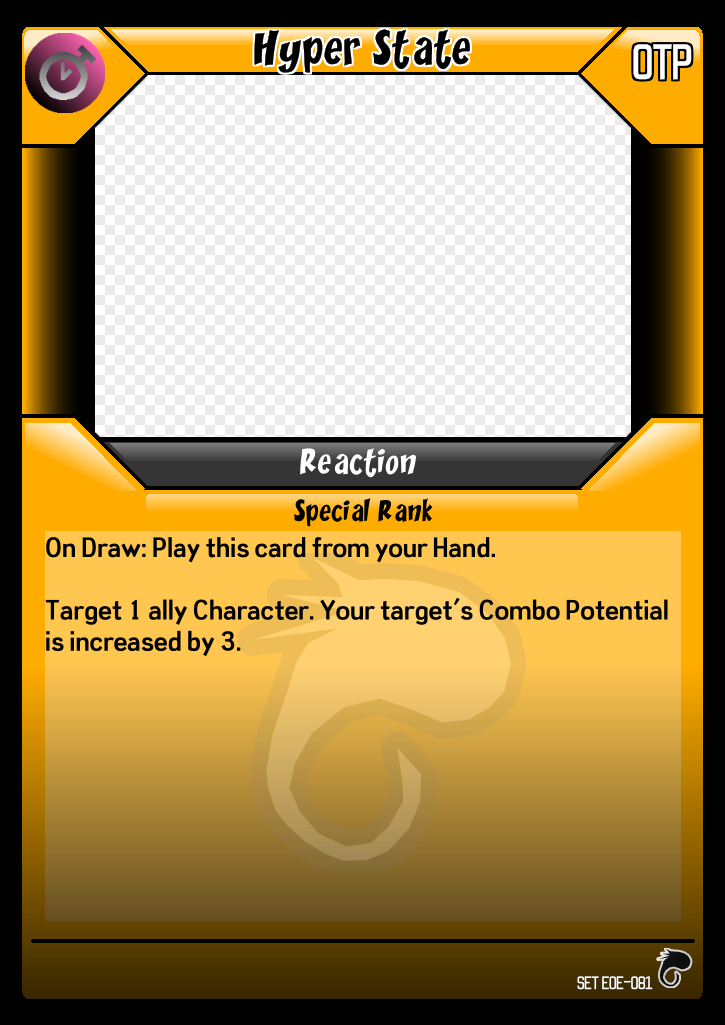 Hyper State
OTP
Reaction
Special Rank
On Draw: Play this card from your Hand.
Target 1 ally Character. Your target's Combo Potential
is increased by 3.
SET EOE-081